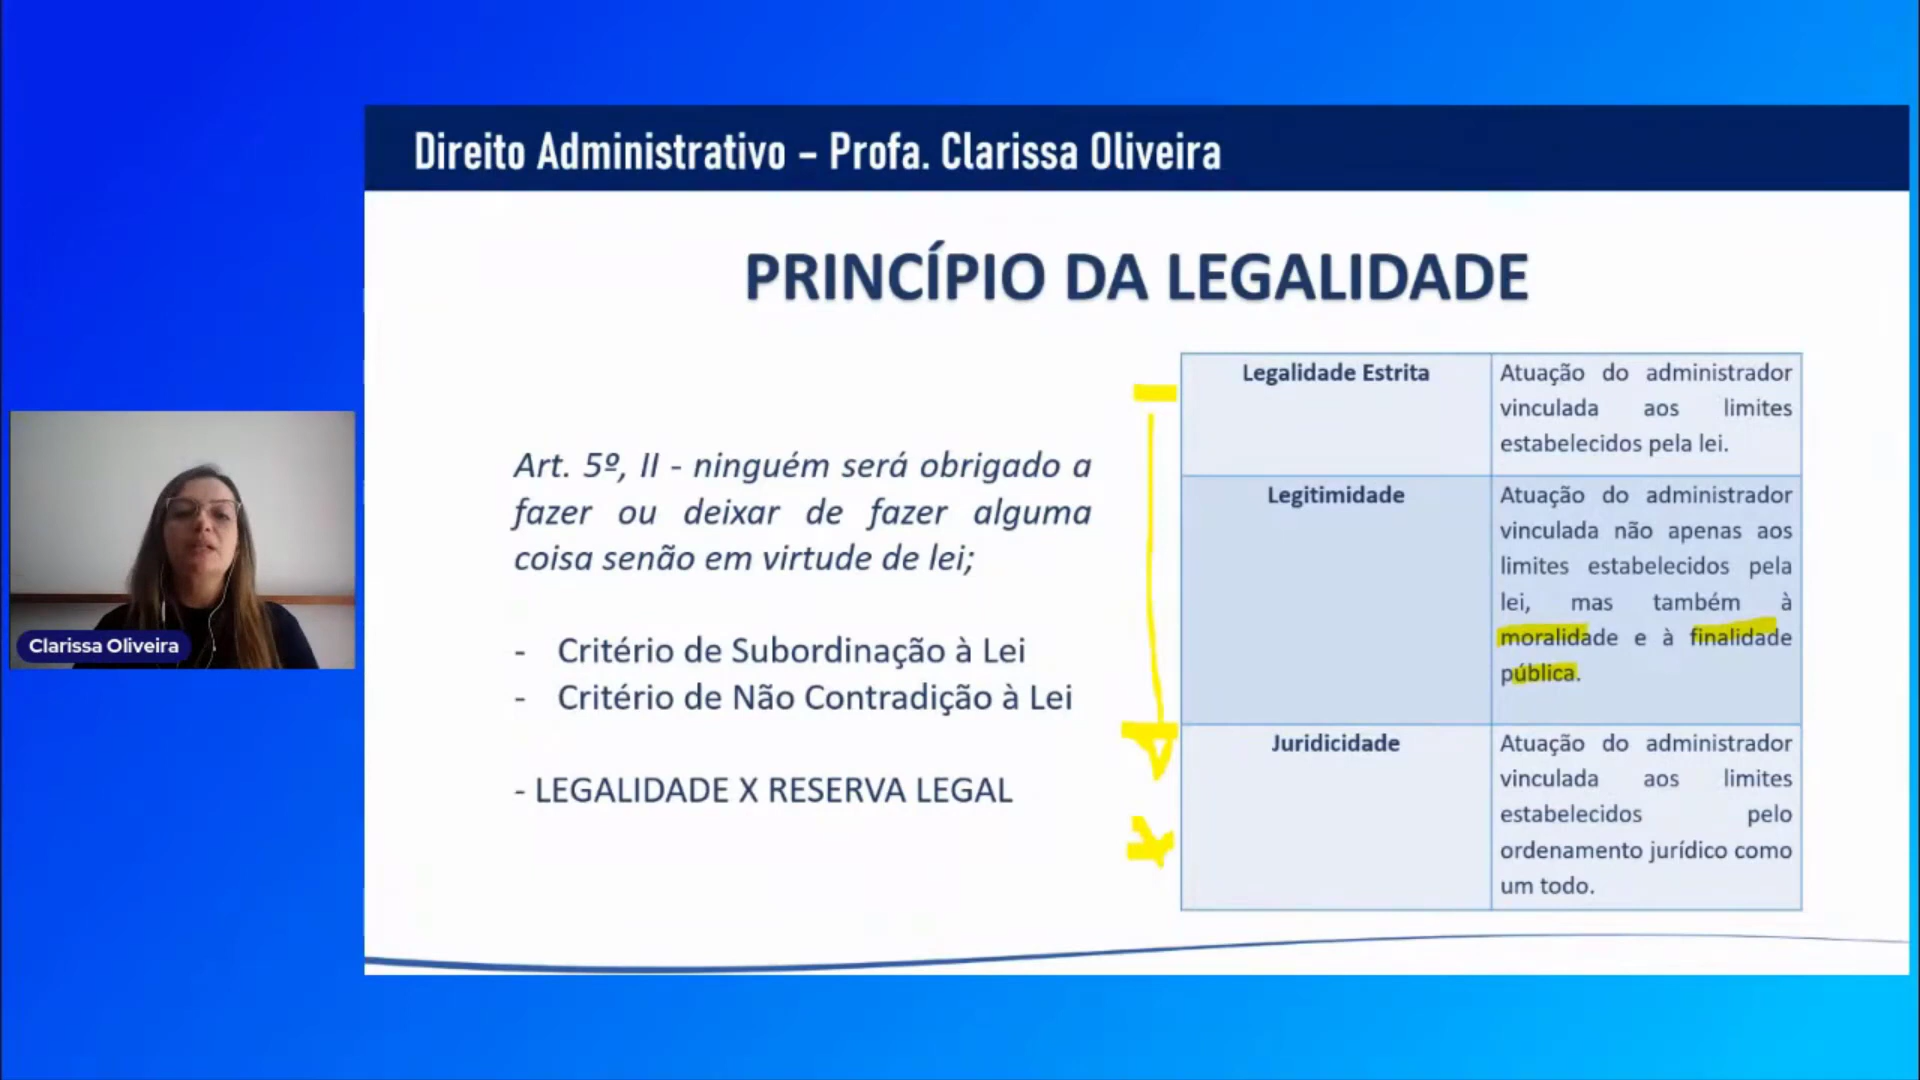 Direito Administrativo – Profa. Clarissa Oliveira
PRINCÍPIO DA LEGALIDADE
Art. 5º, II - ninguém será obrigado a
fazer ou deixar de fazer alguma
coisa senão em virtude de lei;
- Critério de Subordinação à Lei
- Critério de Não Contradição à Lei
- LEGALIDADE X RESERVA LEGAL
Legalidade Estrita
Atuação do administrador
vinculada aos limites
estabelecidos pela lei.
Legitimidade
Atuação do administrador
vinculada não apenas aos
limites estabelecidos pela
lei, mas também à
moralidade e à finalidade
pública.
Juridicidade
Atuação do administrador
vinculada aos limites
estabelecidos pelo
ordenamento jurídico como
um todo.
Clarissa Oliveira